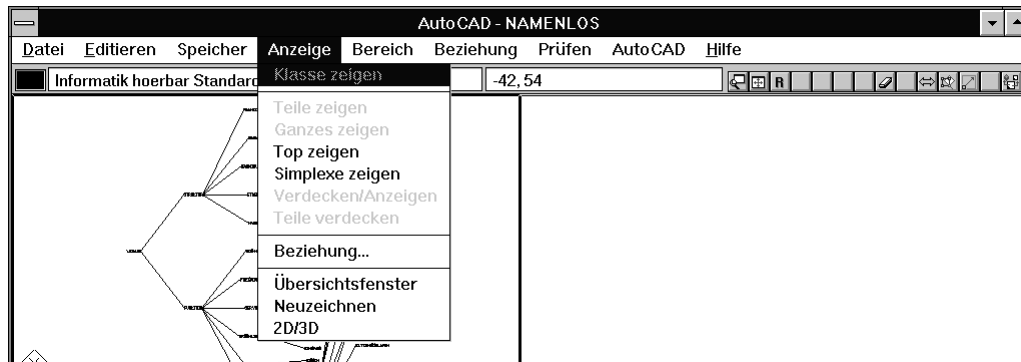 AutoCAD - NAMENLOS
Datei Editieren Speicher Anzeige Bereich Beziehung Prüfen AutoCAD Hilfe
Informatik hoerbar Standard -42,54 R
Klasse zeigen
Teile zeigen
Ganzes zeigen
Top zeigen
Simplexe zeigen
Verdecken/Anzeigen
Teile verdecken
Beziehung...
Übersichtsfenster
Neuzeichnen
2D/3D